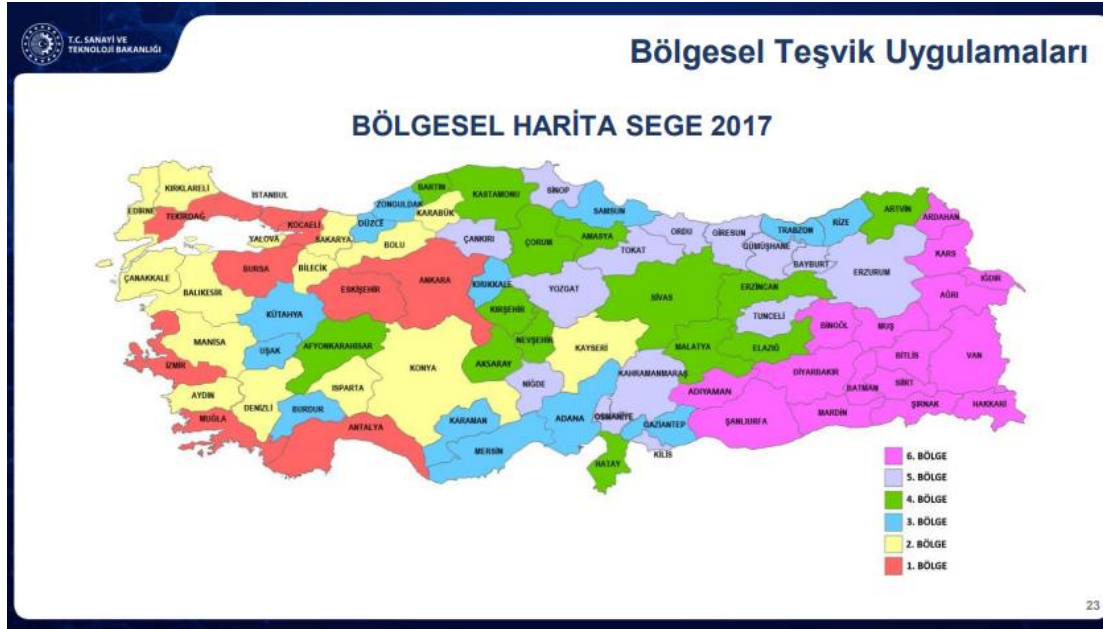 T.C. SANAYİ VE
TEKNOLOJİ BAKANLIĞI
Bölgesel Teşvik Uygulamaları
BÖLGESEL HARİTA SEGE 2017
KIRKLARELİ
EDİRNE
TEKİRDAĞ
İSTANBUL
KOCAELİ
YALOVA
SAKARYA
DÜZCE
ZONGULDAK
BARTIN
KARABÜK
KASTAMONU
SİNOP
SAMSUN
BOLU
ÇANKIRI
ÇORUM
AMASYA
TOKAT
ORDU
GİRESUN
GÜMÜŞHANE
TRABZON
RİZE
BAYBURT
ARTVİN
ARDAHAN
KARS
IĞDIR
AĞRI
ERZURUM
ÇANAKKALE
BALIKESİR
BURSA
BİLECİK
ESKİŞEHİR
ANKARA
KIRIKKALE
YOZGAT
SİVAS
ERZİNCAN
TUNCELİ
KÜTAHYA
KIRŞEHİR
NEVŞEHİR
KAYSERİ
MALATYA
ELAZIĞ
BİNGÖL
MUŞ
BİTLİS
VAN
MANİSA
UŞAK
AFYONKARAHİSAR
İZMİR
AYDIN
DENİZLİ
ISPARTA
KONYA
AKSARAY
NİĞDE
KAHRAMANMARAŞ
ADIYAMAN
DİYARBAKIR
BATMAN
SİİRT
ŞIRNAK
HAKKARİ
MUĞLA
BURDUR
ANTALYA
KARAMAN
MERSİN
ADANA
OSMANİYE
GAZİANTEP
KİLİS
HATAY
ŞANLIURFA
MARDİN
6. BÖLGE
5. BÖLGE
4. BÖLGE
3. BÖLGE
2. BÖLGE
1. BÖLGE
23